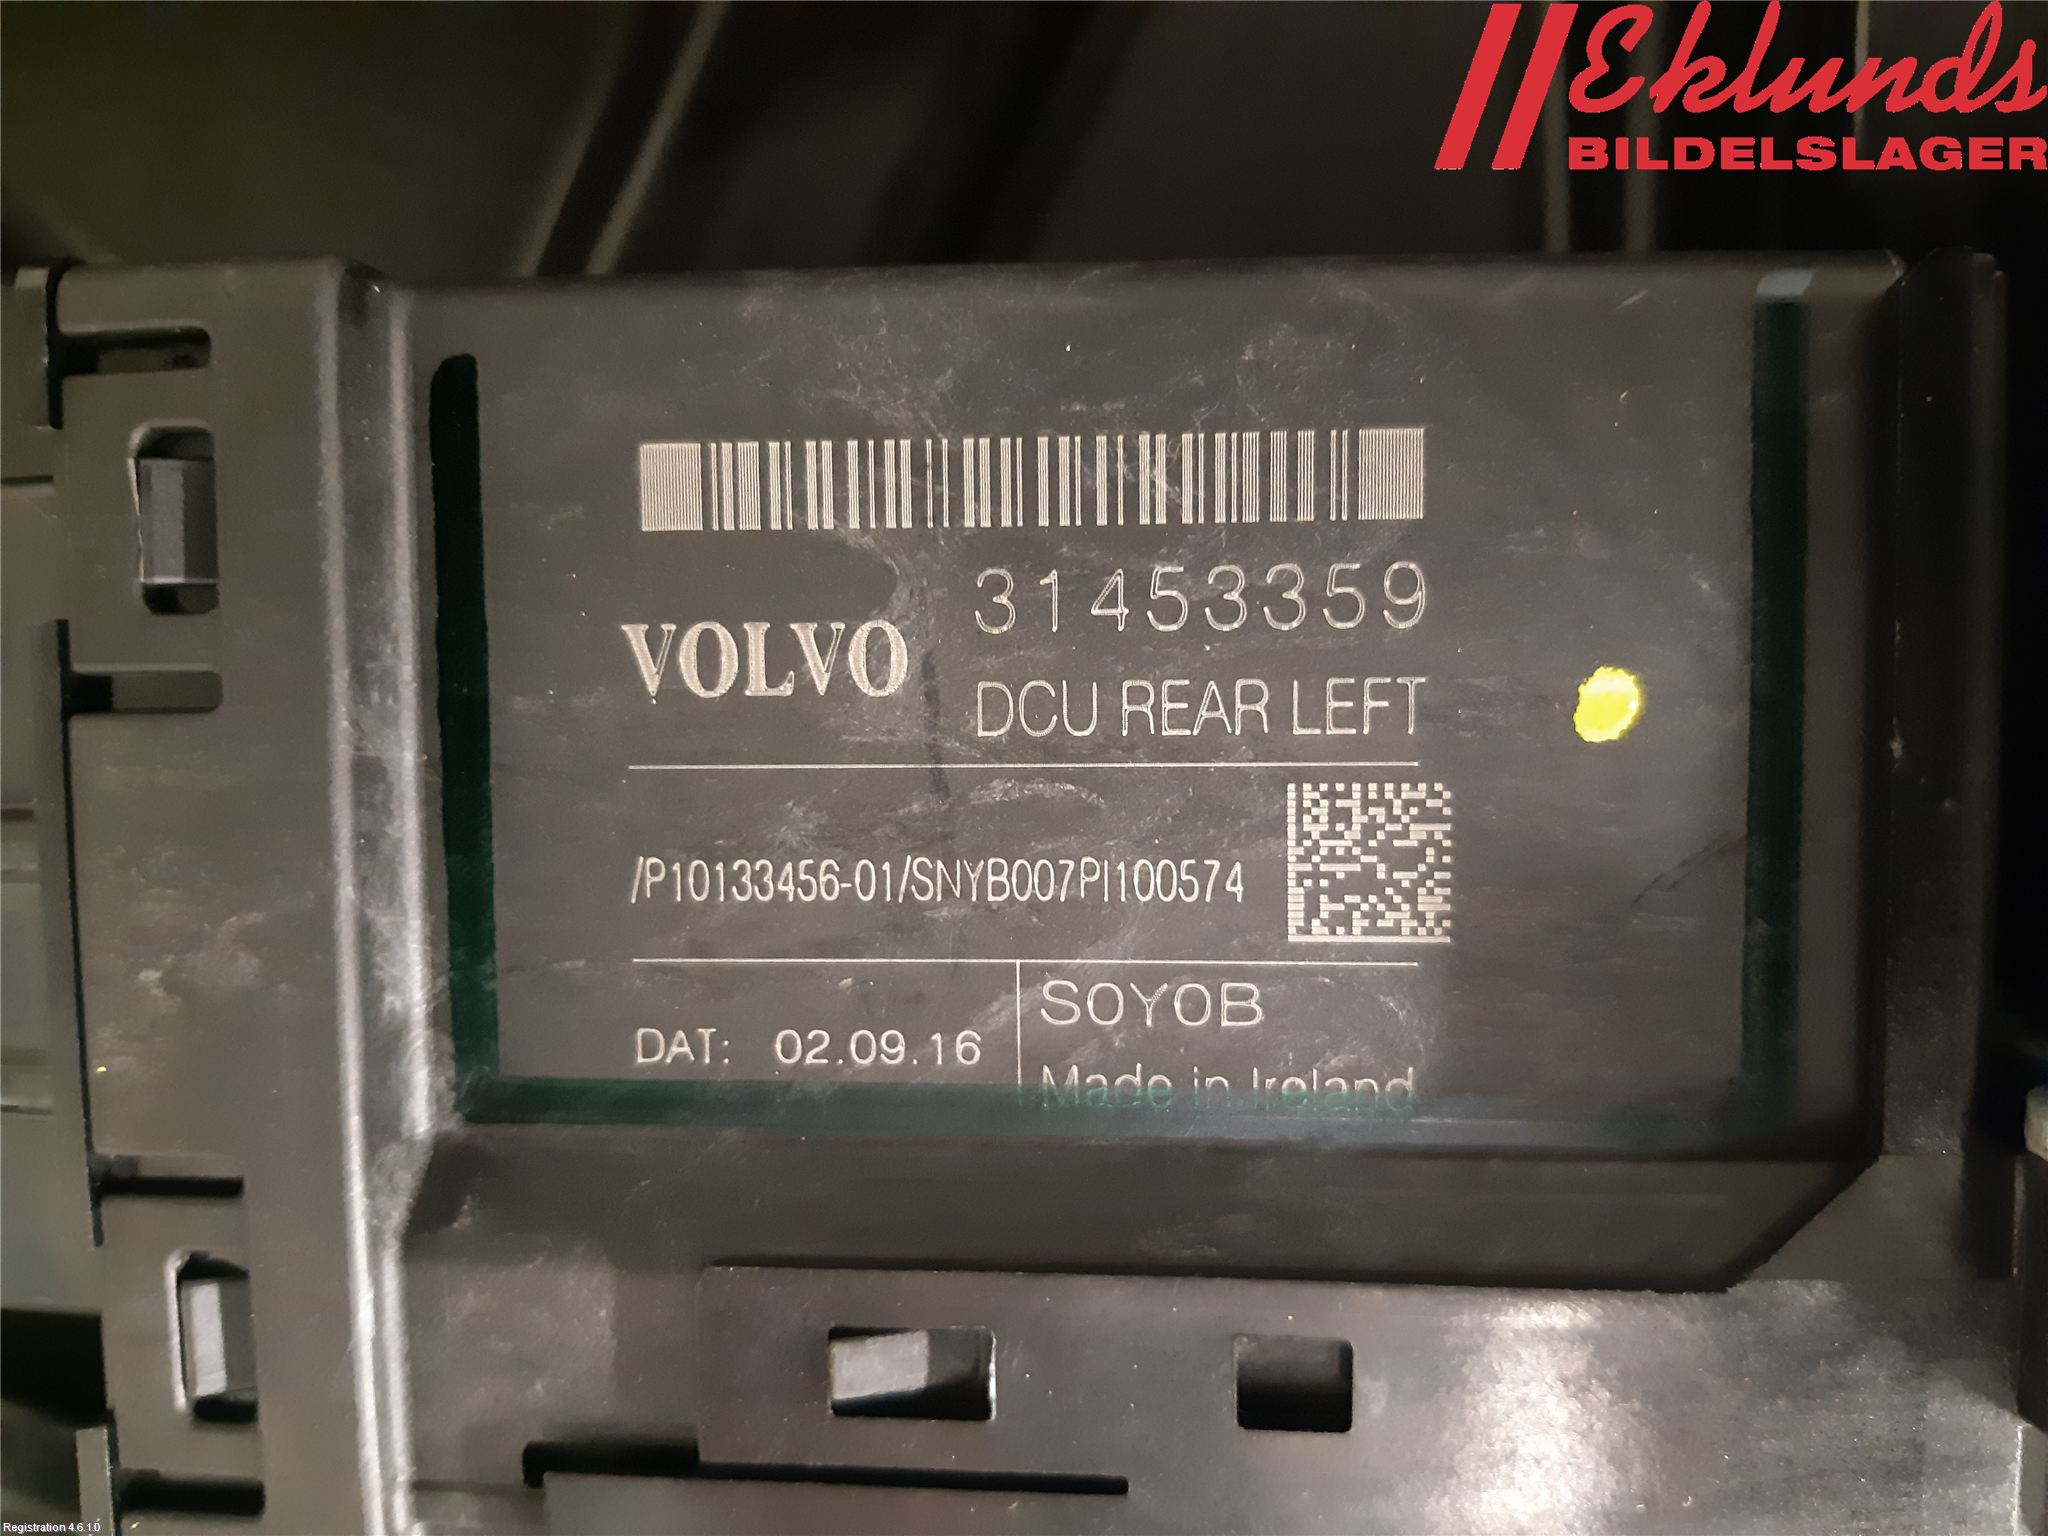 Eklunds
BILDELSLAGER
31453359
VOLVO
DCU REAR LEFT
/P10133456-01/SNYB007PI100574
DAT: 02.09.16
S0Y0B
Made in Ireland
Registration 4.6.1.0